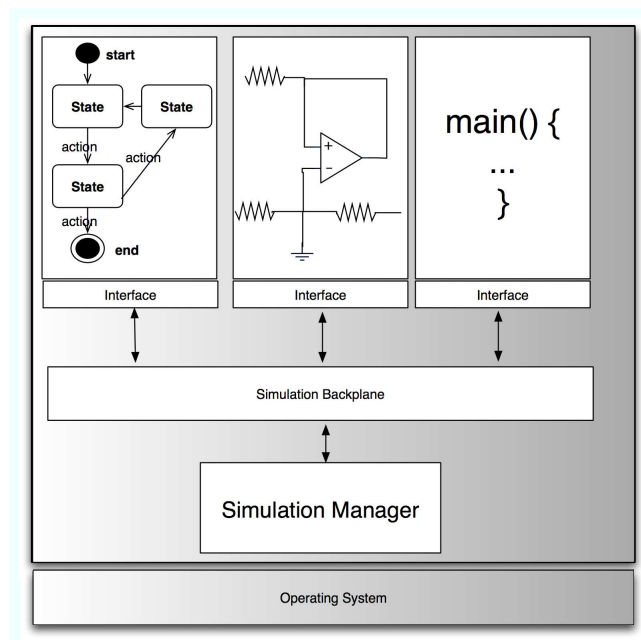 start
State
State
action
action
State
action
end
+
-
main() {
...
}
Interface
Interface
Interface
Simulation Backplane
Simulation Manager
Operating System